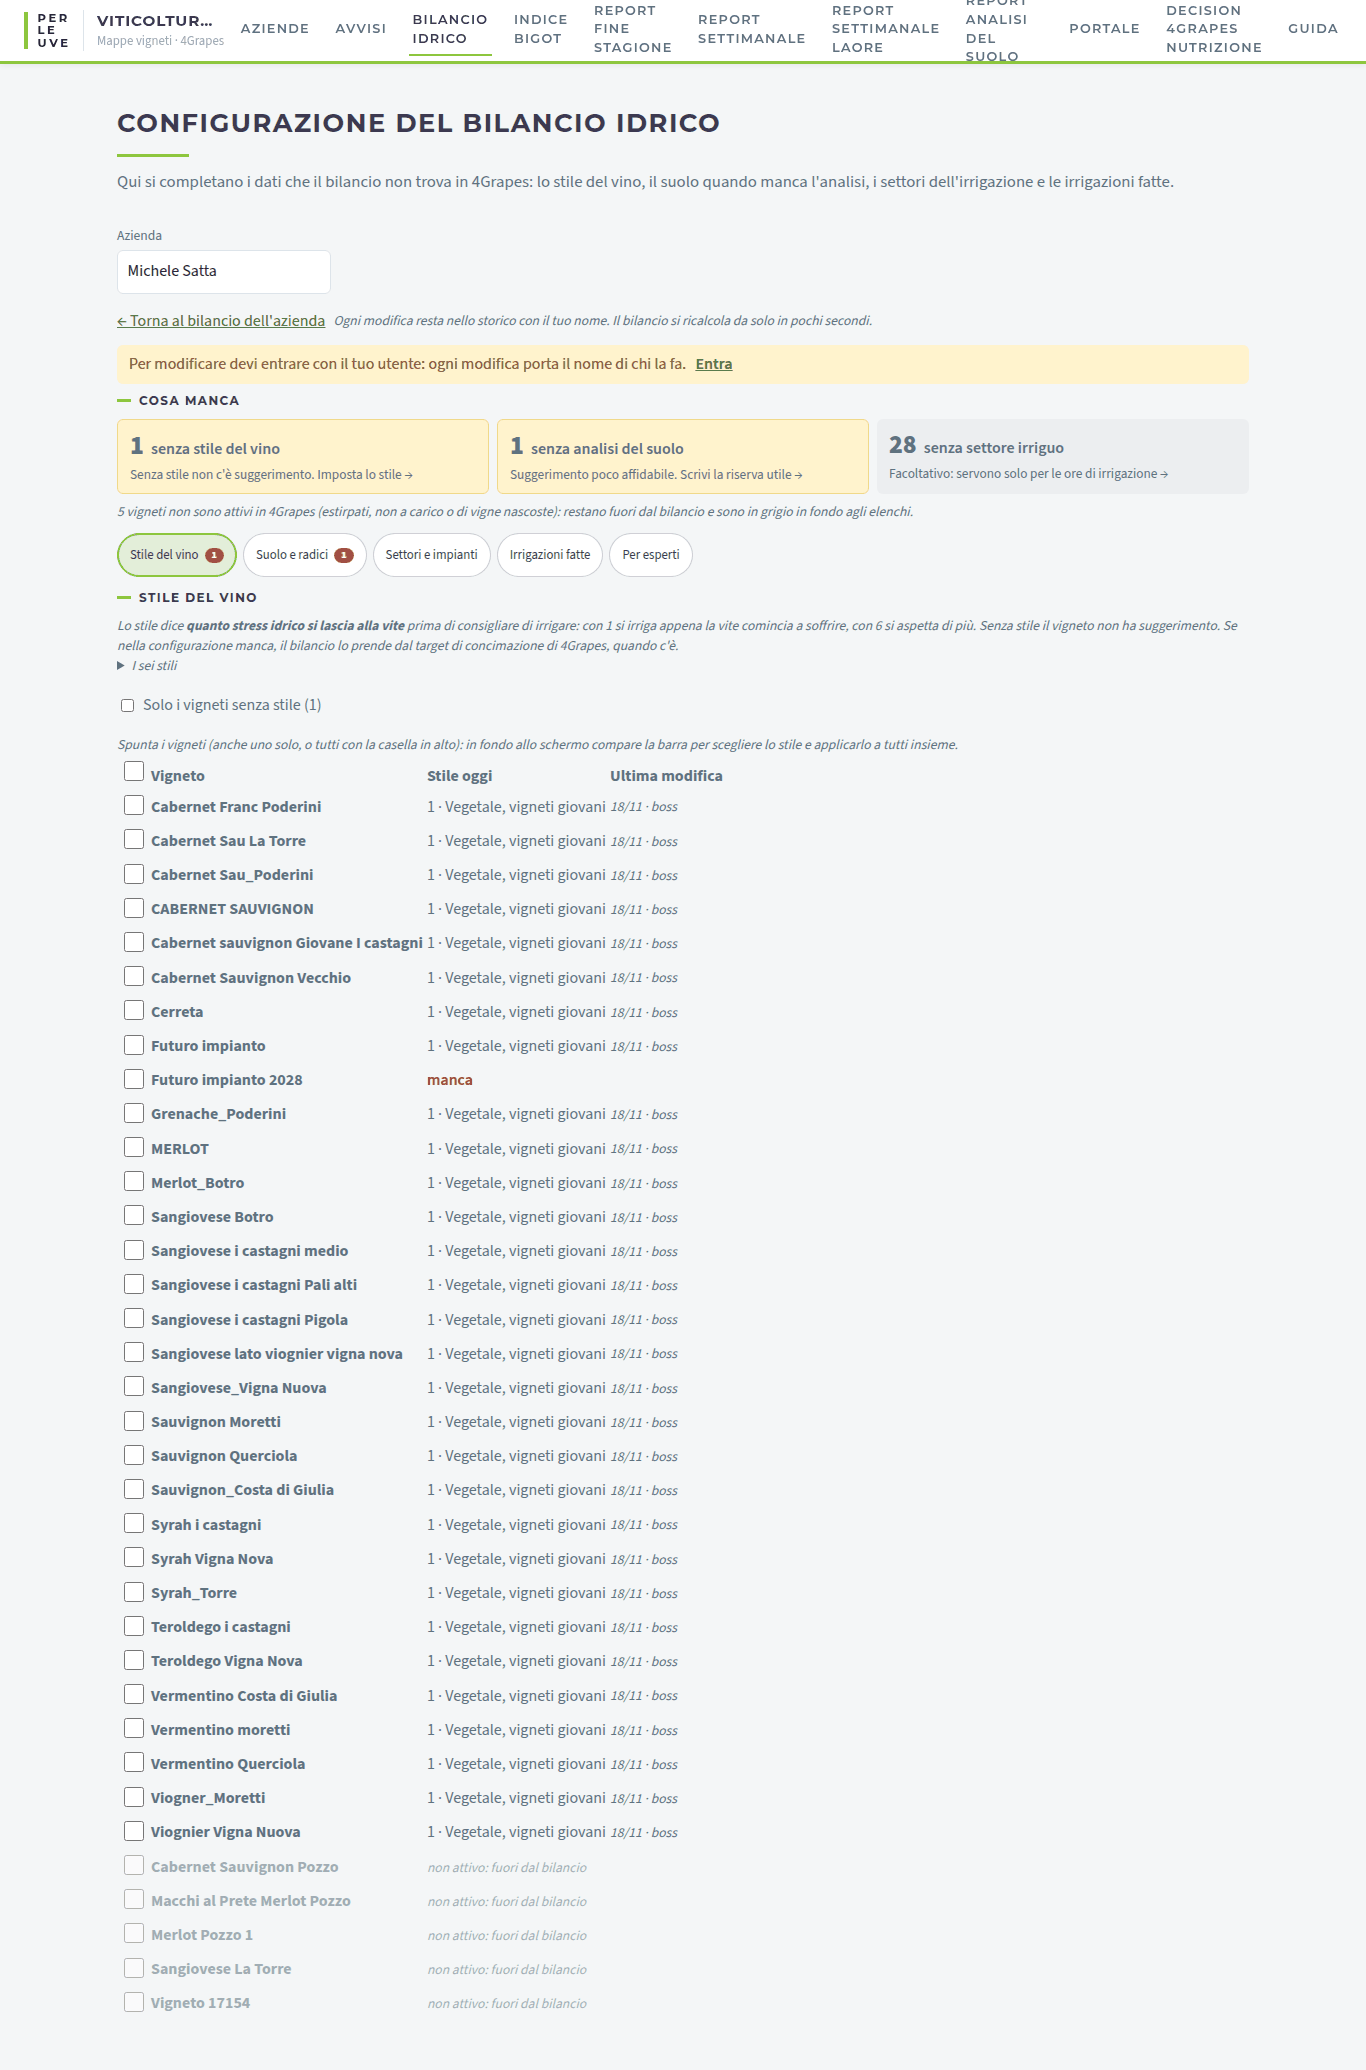 PER
LE
UVE
VITICOLTUR...
Mappe vigneti · 4Grapes
AZIENDE
AVVISI
BILANCIO
IDRICO
INDICE
BIGOT
REPORT
FINE
STAGIONE
REPORT
SETTIMANALE
REPORT
SETTIMANALE
LAORE
REPORT
ANALISI
DEL
SUOLO
PORTALE
DECISION
4GRAPES
NUTRIZIONE
GUIDA
CONFIGURAZIONE DEL BILANCIO IDRICO
Qui si completano i dati che il bilancio non trova in 4Grapes: lo stile del vino, il suolo quando manca l'analisi, i settori dell'irrigazione e le irrigazioni fatte.
Azienda
Michele Satta
← Torna al bilancio dell'azienda Ogni modifica resta nello storico con il tuo nome. Il bilancio si ricalcola da solo in pochi secondi.
Per modificare devi entrare con il tuo utente: ogni modifica porta il nome di chi la fa. Entra
COSA MANCA
1 senza stile del vino
Senza stile non c'è suggerimento. Imposta lo stile →
1 senza analisi del suolo
Suggerimento poco affidabile. Scrivi la riserva utile →
28 senza settore irriguo
Facoltativo: servono solo per le ore di irrigazione →
5 vigneti non sono attivi in 4Grapes (estirpati, non a carico o di vigne nascoste): restano fuori dal bilancio e sono in grigio in fondo agli elenchi.
Stile del vino 1 Suolo e radici 1 Settori e impianti Irrigazioni fatte Per esperti
STILE DEL VINO
Lo stile dice quanto stress idrico si lascia alla vite prima di consigliare di irrigare: con 1 si irriga appena la vite comincia a soffrire, con 6 si aspetta di più. Senza stile il vigneto non ha suggerimento. Se
nella configurazione manca, il bilancio lo prende dal target di concimazione di 4Grapes, quando c'è.
▶ I sei stili
Solo i vigneti senza stile (1)
Spunta i vigneti (anche uno solo, o tutti con la casella in alto): in fondo allo schermo compare la barra per scegliere lo stile e applicarlo a tutti insieme.
Vigneto Stile oggi Ultima modifica
Cabernet Franc Poderini 1 · Vegetale, vigneti giovani 18/11 · boss
Cabernet Sau La Torre 1 · Vegetale, vigneti giovani 18/11 · boss
Cabernet Sau_Poderini 1 · Vegetale, vigneti giovani 18/11 · boss
CABERNET SAUVIGNON 1 · Vegetale, vigneti giovani 18/11 · boss
Cabernet sauvignon Giovane I castagni 1 · Vegetale, vigneti giovani 18/11 · boss
Cabernet Sauvignon Vecchio 1 · Vegetale, vigneti giovani 18/11 · boss
Cerreta 1 · Vegetale, vigneti giovani 18/11 · boss
Futuro impianto 1 · Vegetale, vigneti giovani 18/11 · boss
Futuro impianto 2028 manca
Grenache_Poderini 1 · Vegetale, vigneti giovani 18/11 · boss
MERLOT 1 · Vegetale, vigneti giovani 18/11 · boss
Merlot_Botro 1 · Vegetale, vigneti giovani 18/11 · boss
Sangiovese Botro 1 · Vegetale, vigneti giovani 18/11 · boss
Sangiovese i castagni medio 1 · Vegetale, vigneti giovani 18/11 · boss
Sangiovese i castagni Pali alti 1 · Vegetale, vigneti giovani 18/11 · boss
Sangiovese i castagni Pigola 1 · Vegetale, vigneti giovani 18/11 · boss
Sangiovese lato viognier vigna nova 1 · Vegetale, vigneti giovani 18/11 · boss
Sangiovese_Vigna Nuova 1 · Vegetale, vigneti giovani 18/11 · boss
Sauvignon Moretti 1 · Vegetale, vigneti giovani 18/11 · boss
Sauvignon Querciola 1 · Vegetale, vigneti giovani 18/11 · boss
Sauvignon_Costa di Giulia 1 · Vegetale, vigneti giovani 18/11 · boss
Syrah i castagni 1 · Vegetale, vigneti giovani 18/11 · boss
Syrah Vigna Nova 1 · Vegetale, vigneti giovani 18/11 · boss
Syrah_Torre 1 · Vegetale, vigneti giovani 18/11 · boss
Teroldego i castagni 1 · Vegetale, vigneti giovani 18/11 · boss
Teroldego Vigna Nova 1 · Vegetale, vigneti giovani 18/11 · boss
Vermentino Costa di Giulia 1 · Vegetale, vigneti giovani 18/11 · boss
Vermentino moretti 1 · Vegetale, vigneti giovani 18/11 · boss
Vermentino Querciola 1 · Vegetale, vigneti giovani 18/11 · boss
Viogner_Moretti 1 · Vegetale, vigneti giovani 18/11 · boss
Viognier Vigna Nuova 1 · Vegetale, vigneti giovani 18/11 · boss
Cabernet Sauvignon Pozzo non attivo: fuori dal bilancio
Macchi al Prete Merlot Pozzo non attivo: fuori dal bilancio
Merlot Pozzo 1 non attivo: fuori dal bilancio
Sangiovese La Torre non attivo: fuori dal bilancio
Vigneto 17154 non attivo: fuori dal bilancio